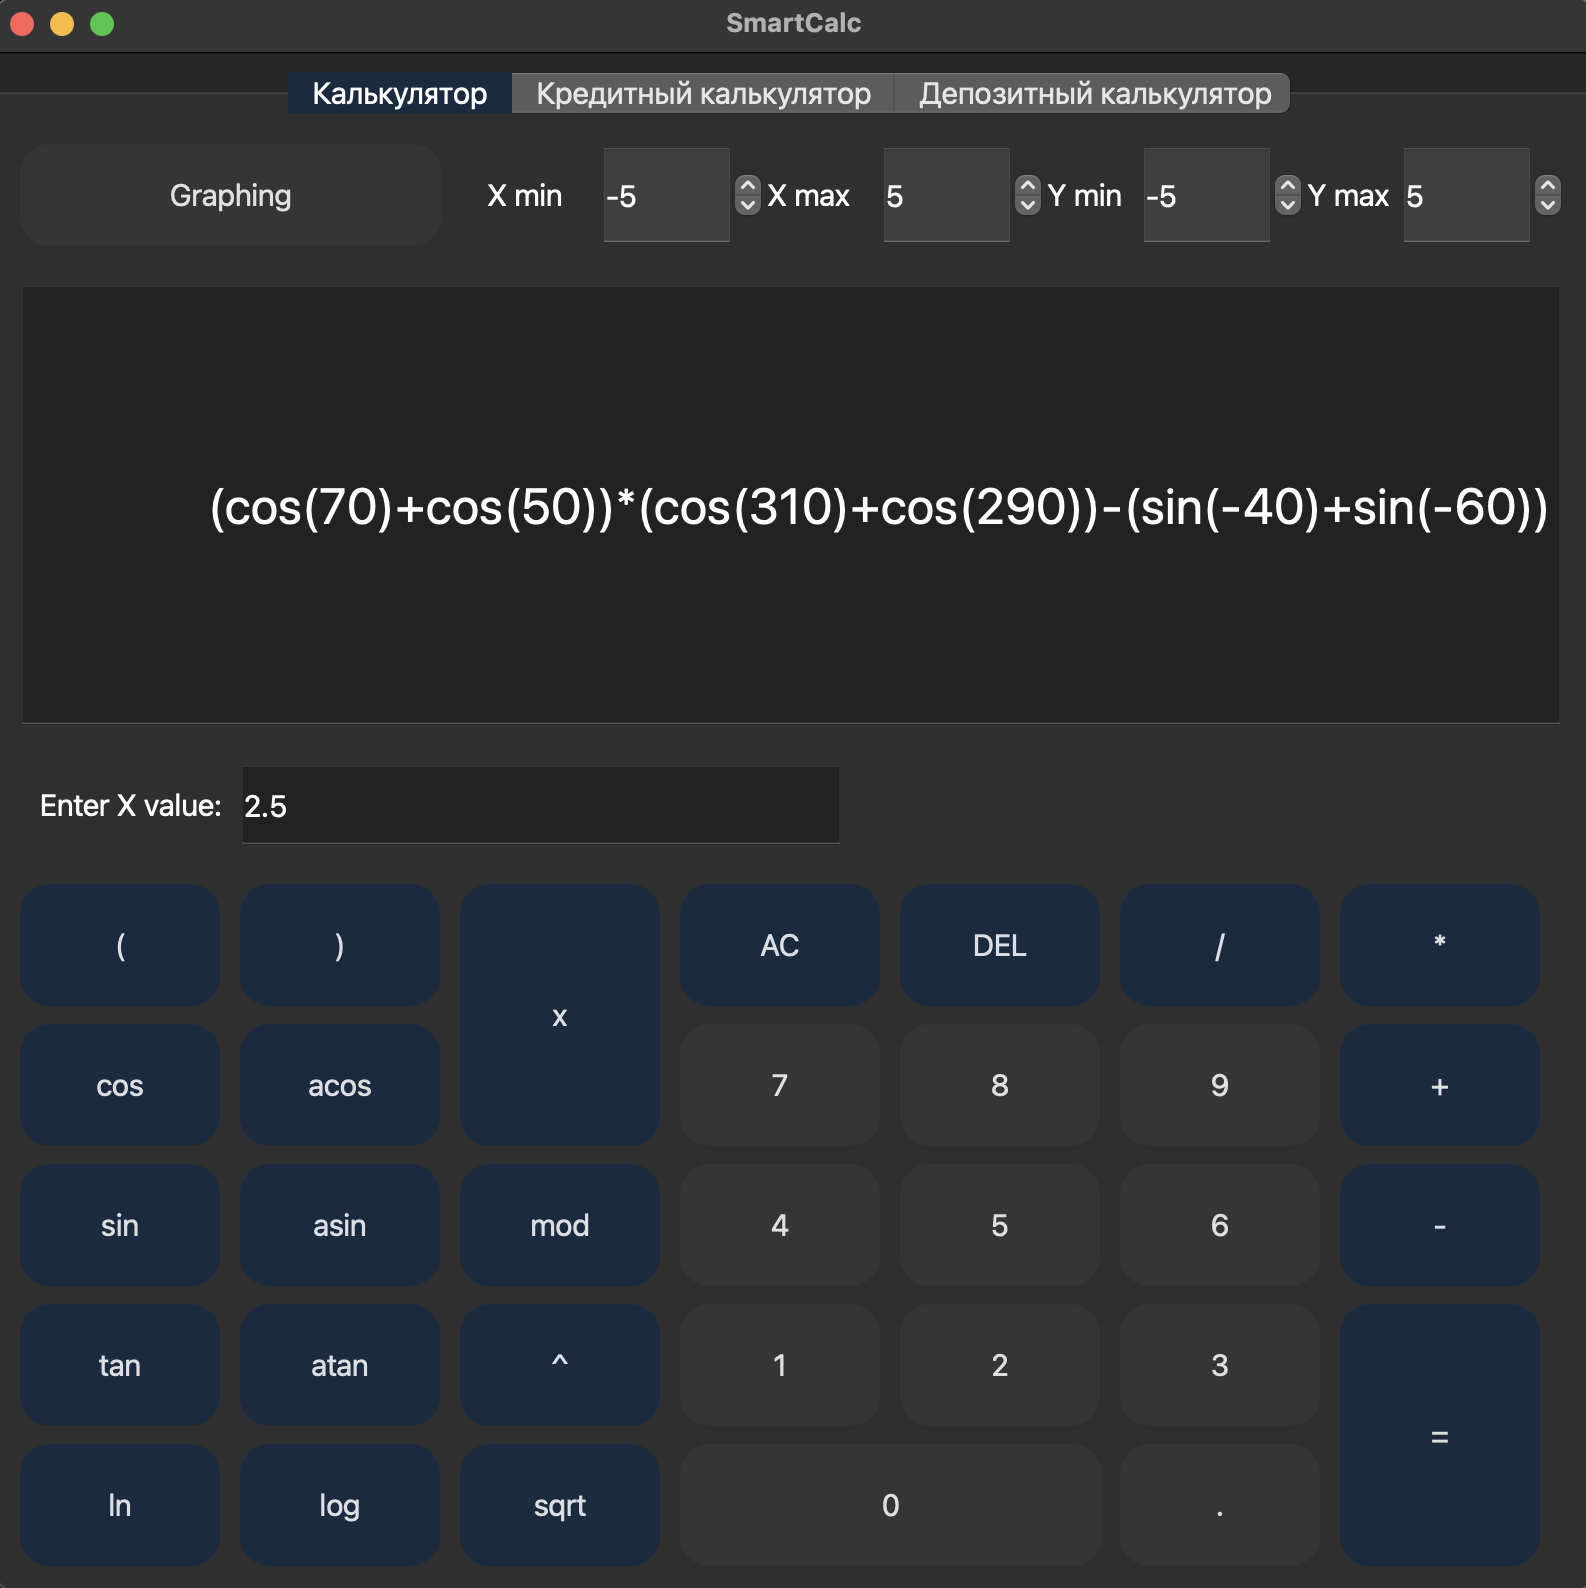 SmartCalc
Калькулятор Кредитный калькулятор Депозитный калькулятор
Graphing X min -5 X max 5 Y min -5 Y max 5
(cos(70)+cos(50))*(cos(310)+cos(290))-(sin(-40)+sin(-60))
Enter X value: 2.5
( ) x AC DEL / *
cos acos 7 8 9 +
sin asin mod 4 5 6 -
tan atan ^ 1 2 3 =
ln log sqrt 0 .